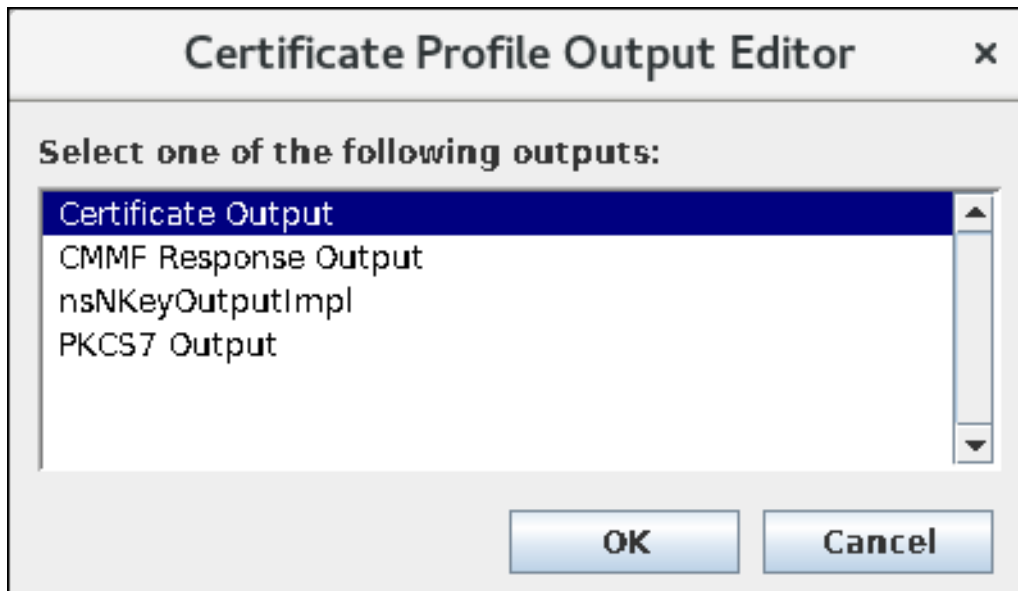 Certificate Profile Output Editor ×
Select one of the following outputs:
Certificate Output
CMMF Response Output
nsNKeyOutputImpl
PKCS7 Output
OK Cancel